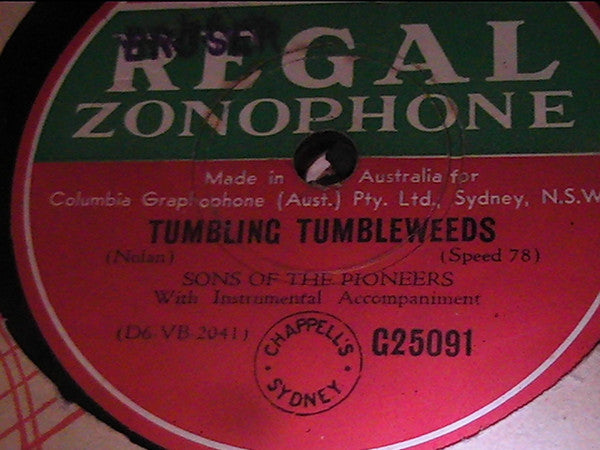 BRUSER
REGAL
ZONOPHONE
Made in Australia for
Columbia Graphophone (Aust.) Pty. Ltd., Sydney, N.S.W
TUMBLING TUMBLEWEEDS
(Nolan) (Speed 78)
SONS OF THE PIONEERS
With Instrumental Accompaniment
(D6-VB-2041) G25091
CHAPPELL'S
SYDNEY